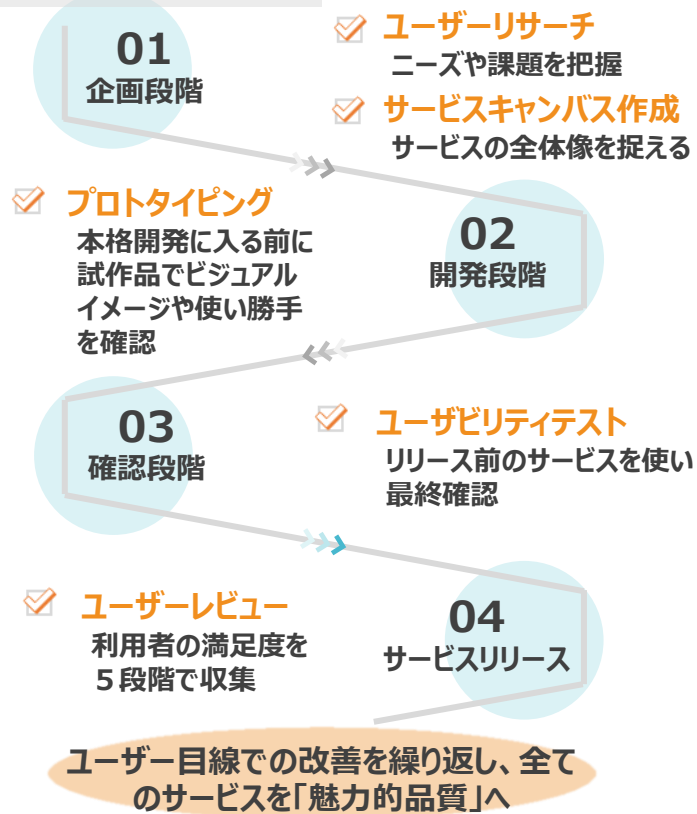 01
企画段階
ユーザーリサーチ
ニーズや課題を把握
サービスキャンバス作成
サービスの全体像を捉える
02
開発段階
プロトタイピング
本格開発に入る前に
試作品でビジュアル
イメージや使い勝手
を確認
03
確認段階
ユーザビリティテスト
リリース前のサービスを使い
最終確認
04
サービスリリース
ユーザーレビュー
利用者の満足度を
５段階で収集
ユーザー目線での改善を繰り返し、全て
のサービスを「魅力的品質」へ